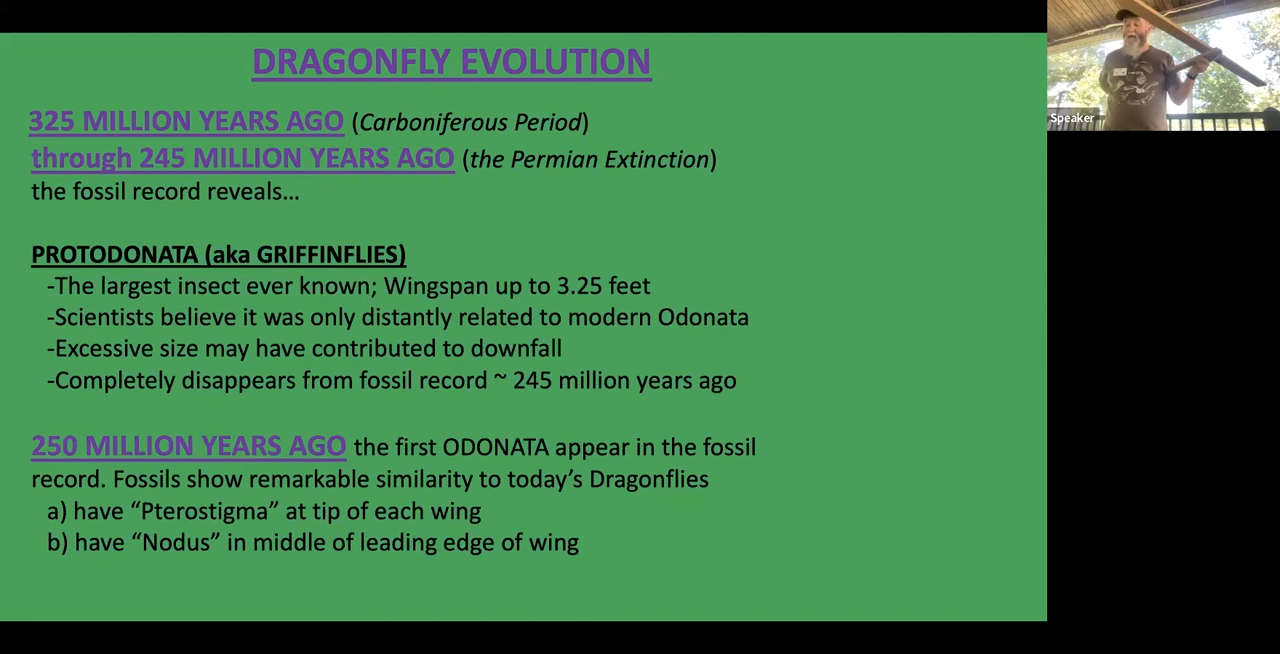 DRAGONFLY EVOLUTION
325 MILLION YEARS AGO (Carboniferous Period)
through 245 MILLION YEARS AGO (the Permian Extinction)
the fossil record reveals…
PROTODONATA (aka GRIFFINFLIES)
-The largest insect ever known; Wingspan up to 3.25 feet
-Scientists believe it was only distantly related to modern Odonata
-Excessive size may have contributed to downfall
-Completely disappears from fossil record ~ 245 million years ago
250 MILLION YEARS AGO the first ODONATA appear in the fossil
record. Fossils show remarkable similarity to today’s Dragonflies
a) have “Pterostigma” at tip of each wing
b) have “Nodus” in middle of leading edge of wing
Speaker